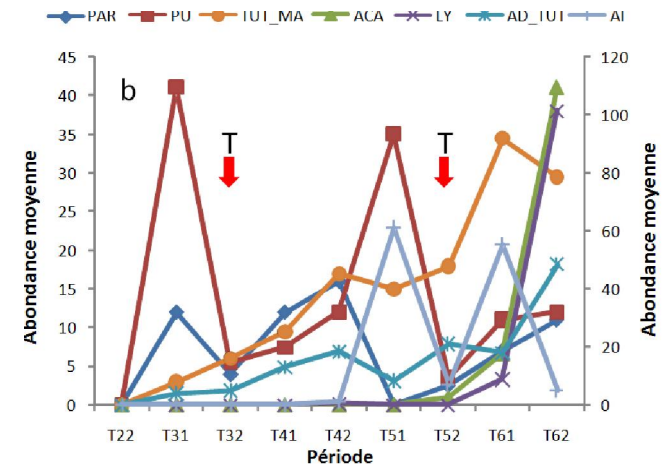 PAR PU TUT_MA ACA LY AD_TUT AI
45 120
40
35 100
30
25 80
20 60
15
10 40
5 20
0 0
b
T T
Abondance moyenne
Abondance moyenne
T22 T31 T32 T41 T42 T51 T52 T61 T62
Période